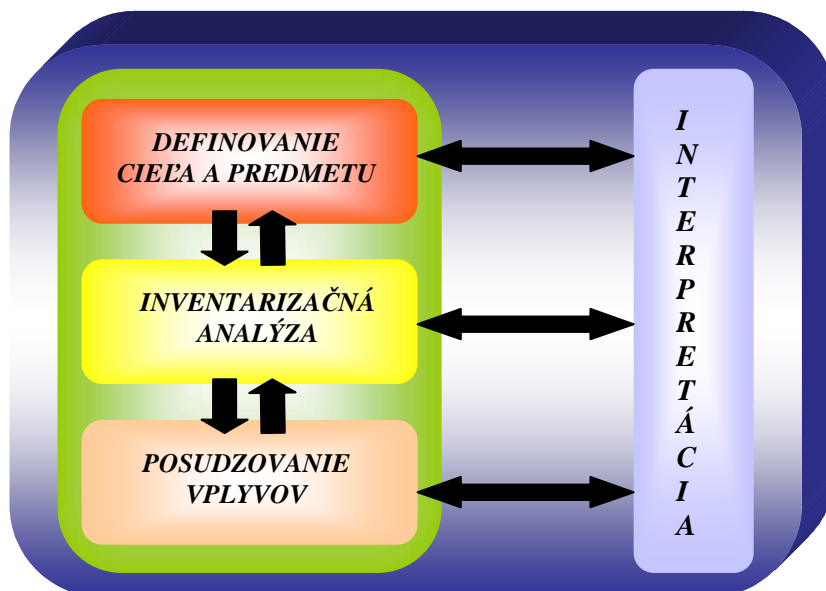 DEFINOVANIE
CIEĽA A PREDMETU
INVENTARIZAČNÁ
ANALÝZA
POSUDZOVANIE
VPLYVOV
I
N
T
E
R
P
R
E
T
Á
C
I
A